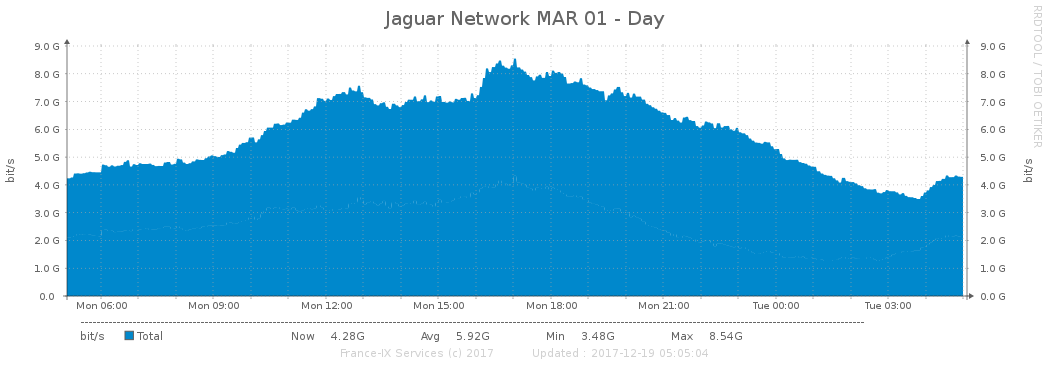 Jaguar Network MAR 01 - Day
RRDTOOL / TOBI OETIKER
bit/s
bit/s
9.0 G 9.0 G
8.0 G 8.0 G
7.0 G 7.0 G
6.0 G 6.0 G
5.0 G 5.0 G
4.0 G 4.0 G
3.0 G 3.0 G
2.0 G 2.0 G
1.0 G 1.0 G
0.0 0.0 G
Mon 06:00 Mon 09:00 Mon 12:00 Mon 15:00 Mon 18:00 Mon 21:00 Tue 00:00 Tue 03:00
bit/s Total Now 4.28G Avg 5.92G Min 3.48G Max 8.54G
France-IX Services (c) 2017 Updated : 2017-12-19 05:05:04